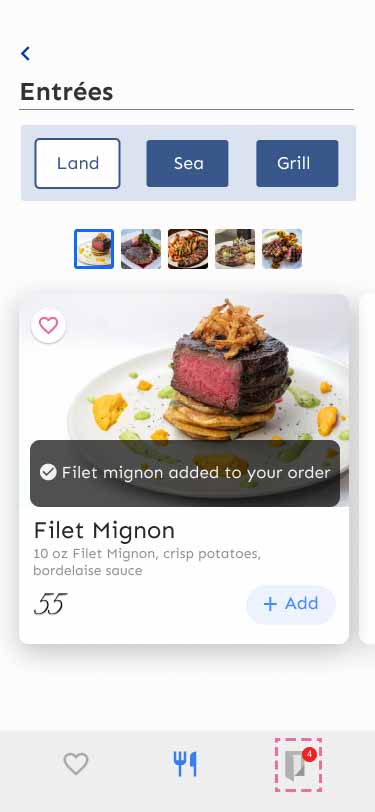 Entrées
Land
Sea
Grill
Filet mignon added to your order
Filet Mignon
10 oz Filet Mignon, crisp potatoes,
bordelaise sauce
55
+ Add
4